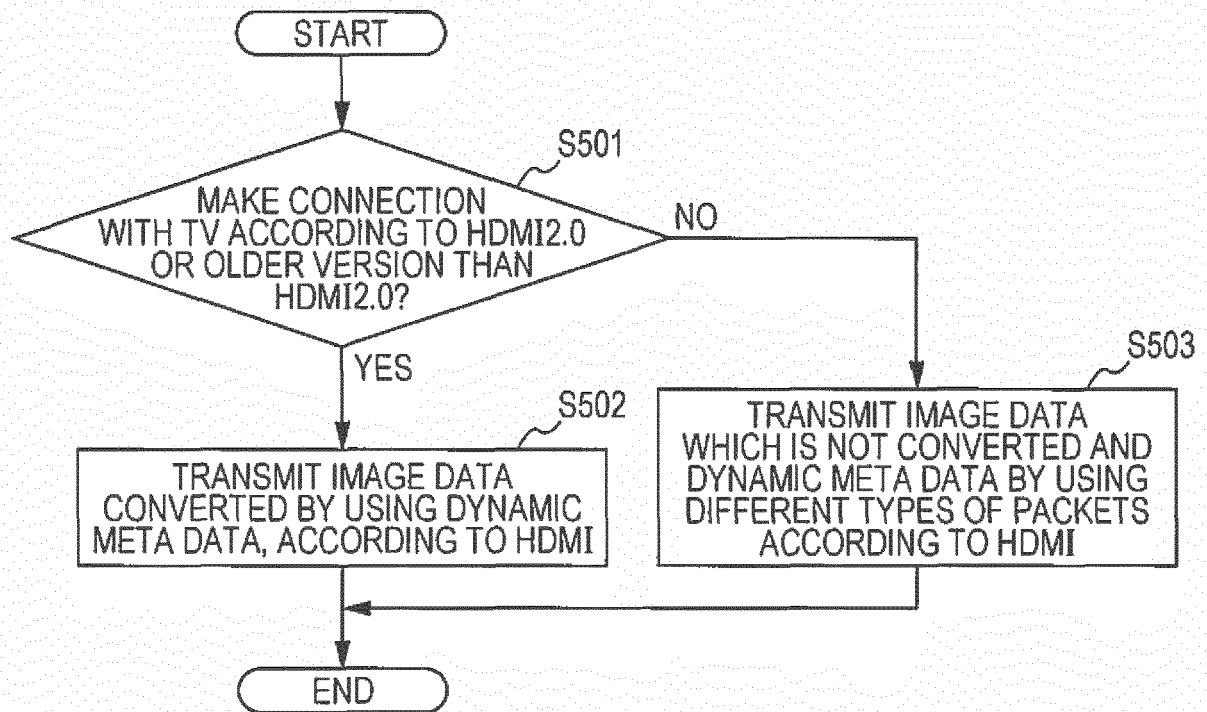 START
S501
MAKE CONNECTION
WITH TV ACCORDING TO HDMI2.0
OR OLDER VERSION THAN
HDMI2.0?
NO
YES
S502
TRANSMIT IMAGE DATA
CONVERTED BY USING DYNAMIC
META DATA, ACCORDING TO HDMI
S503
TRANSMIT IMAGE DATA
WHICH IS NOT CONVERTED AND
DYNAMIC META DATA BY USING
DIFFERENT TYPES OF PACKETS
ACCORDING TO HDMI
END